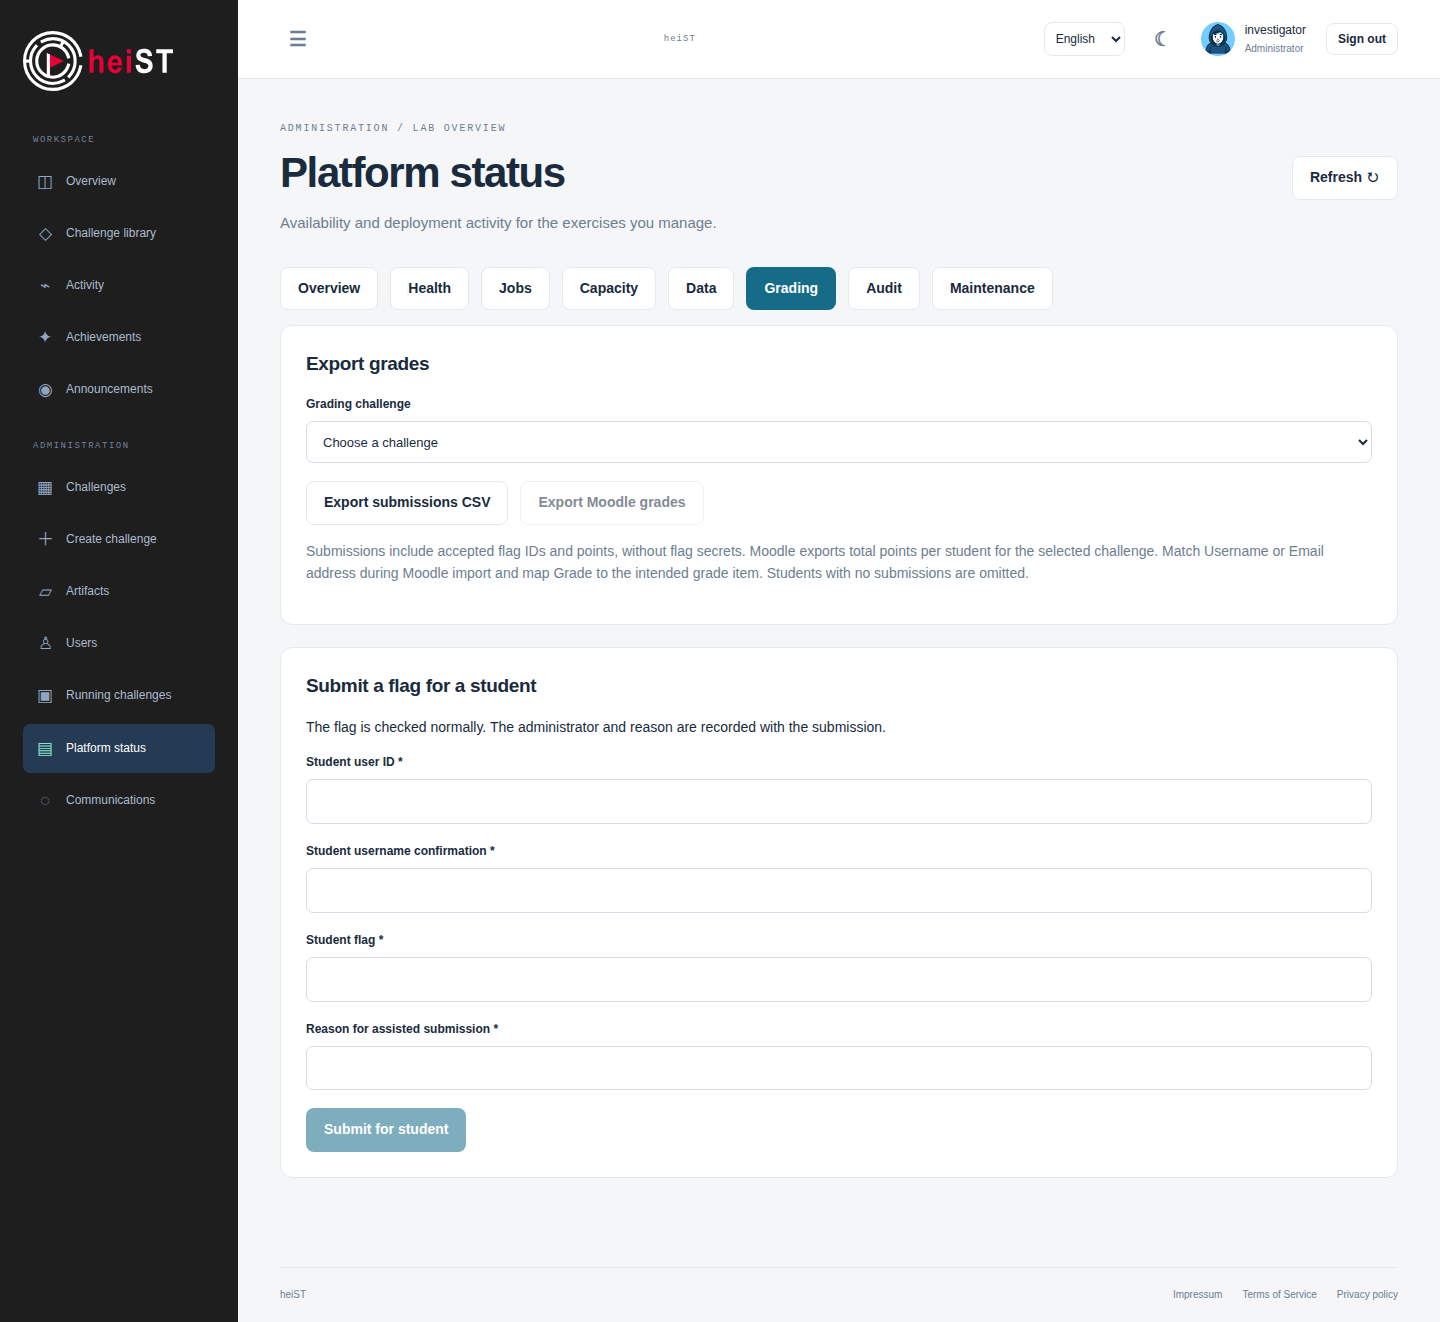 heiST
WORKSPACE
Overview
Challenge library
Activity
Achievements
Announcements
ADMINISTRATION
Challenges
Create challenge
Artifacts
Users
Running challenges
Platform status
Communications
heiST
English
investigator
Administrator
Sign out
ADMINISTRATION / LAB OVERVIEW
Platform status
Refresh ↻
Availability and deployment activity for the exercises you manage.
Overview Health Jobs Capacity Data Grading Audit Maintenance
Export grades
Grading challenge
Choose a challenge
Export submissions CSV Export Moodle grades
Submissions include accepted flag IDs and points, without flag secrets. Moodle exports total points per student for the selected challenge. Match Username or Email
address during Moodle import and map Grade to the intended grade item. Students with no submissions are omitted.
Submit a flag for a student
The flag is checked normally. The administrator and reason are recorded with the submission.
Student user ID *
Student username confirmation *
Student flag *
Reason for assisted submission *
Submit for student
heiST
Impressum Terms of Service Privacy policy